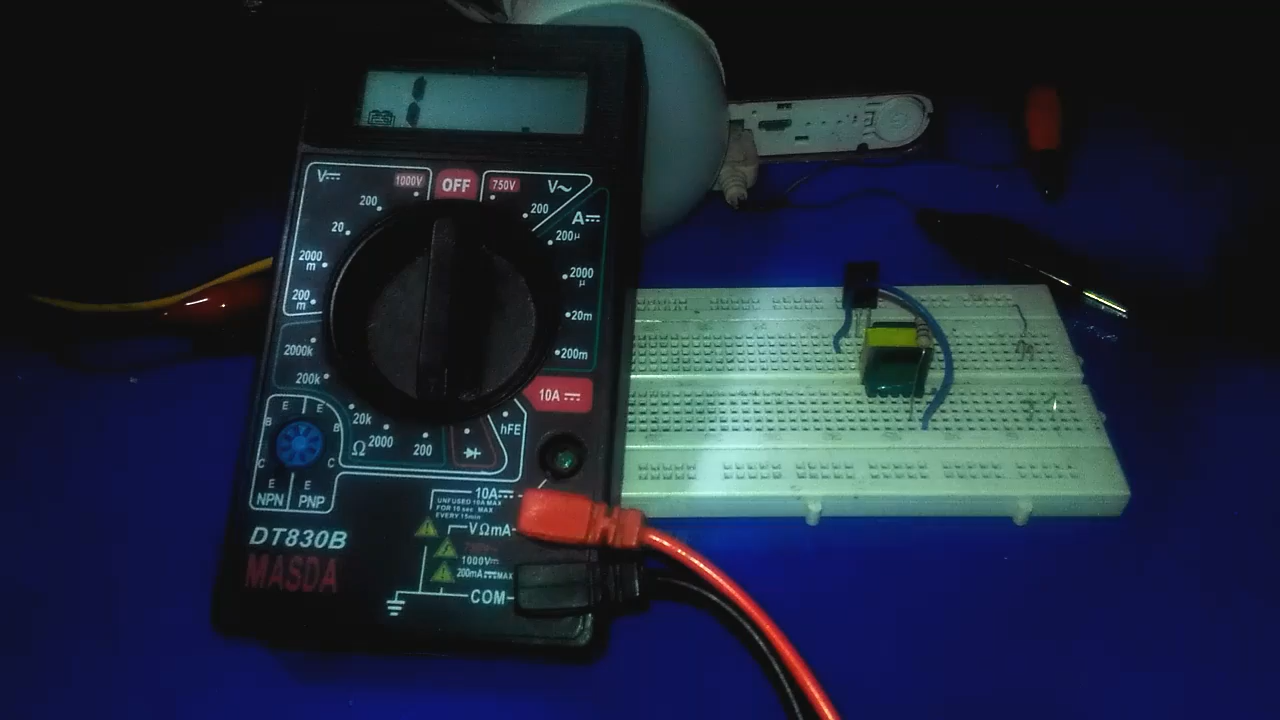 1
V⎓ 1000V OFF 750V V~
200 200 A⎓
20 200µ
2000 m 2000 µ
200 m 20m
2000k 200m
200k 10A ⎓
20k hFE
Ω 2000 200
E E
B B
C C
E E
NPN PNP
10A⎓
UNFUSED 10A MAX
FOR 10 sec MAX
EVERY 15min
VΩmA
1000V⎓
200mA⎓MAX
COM
DT830B
MASDA